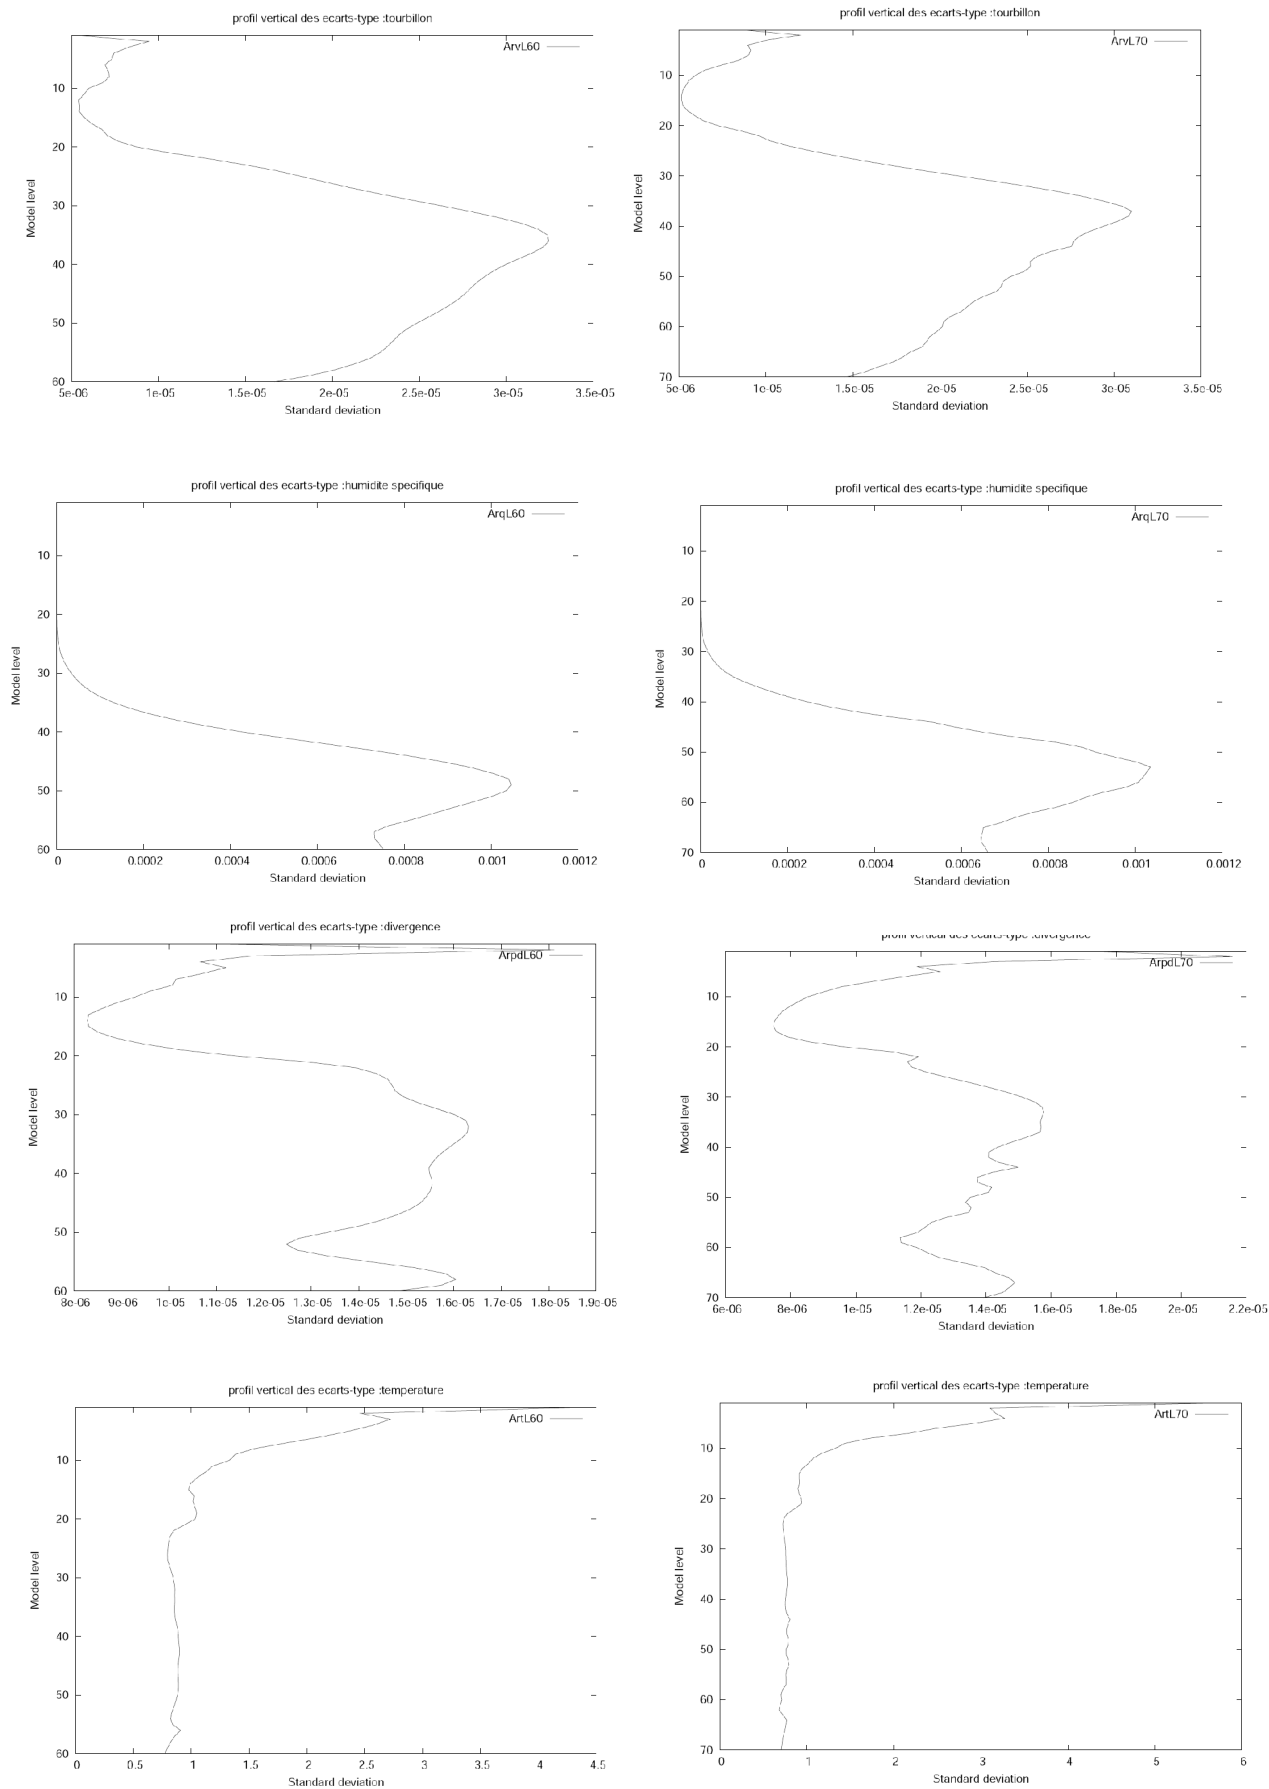 profil vertical des ecarts-type :tourbillon
ArvL60
10
20
30
40
50
60
Model level
5e-06 1e-05 1.5e-05 2e-05 2.5e-05 3e-05 3.5e-05
Standard deviation
profil vertical des ecarts-type :tourbillon
ArvL70
10
20
30
40
50
60
70
Model level
5e-06 1e-05 1.5e-05 2e-05 2.5e-05 3e-05 3.5e-05
Standard deviation
profil vertical des ecarts-type :humidite specifique
ArqL60
10
20
30
40
50
60
Model level
0 0.0002 0.0004 0.0006 0.0008 0.001 0.0012
Standard deviation
profil vertical des ecarts-type :humidite specifique
ArqL70
10
20
30
40
50
60
70
Model level
0 0.0002 0.0004 0.0006 0.0008 0.001 0.0012
Standard deviation
profil vertical des ecarts-type :divergence
ArpdL60
10
20
30
40
50
60
Model level
8e-06 9e-06 1e-05 1.1e-05 1.2e-05 1.3e-05 1.4e-05 1.5e-05 1.6e-05 1.7e-05 1.8e-05 1.9e-05
Standard deviation
profil vertical des ecarts-type :divergence
ArpdL70
10
20
30
40
50
60
70
Model level
6e-06 8e-06 1e-05 1.2e-05 1.4e-05 1.6e-05 1.8e-05 2e-05 2.2e-05
Standard deviation
profil vertical des ecarts-type :temperature
ArtL60
10
20
30
40
50
60
Model level
0 0.5 1 1.5 2 2.5 3 3.5 4 4.5
Standard deviation
profil vertical des ecarts-type :temperature
ArtL70
10
20
30
40
50
60
70
Model level
0 1 2 3 4 5 6
Standard deviation